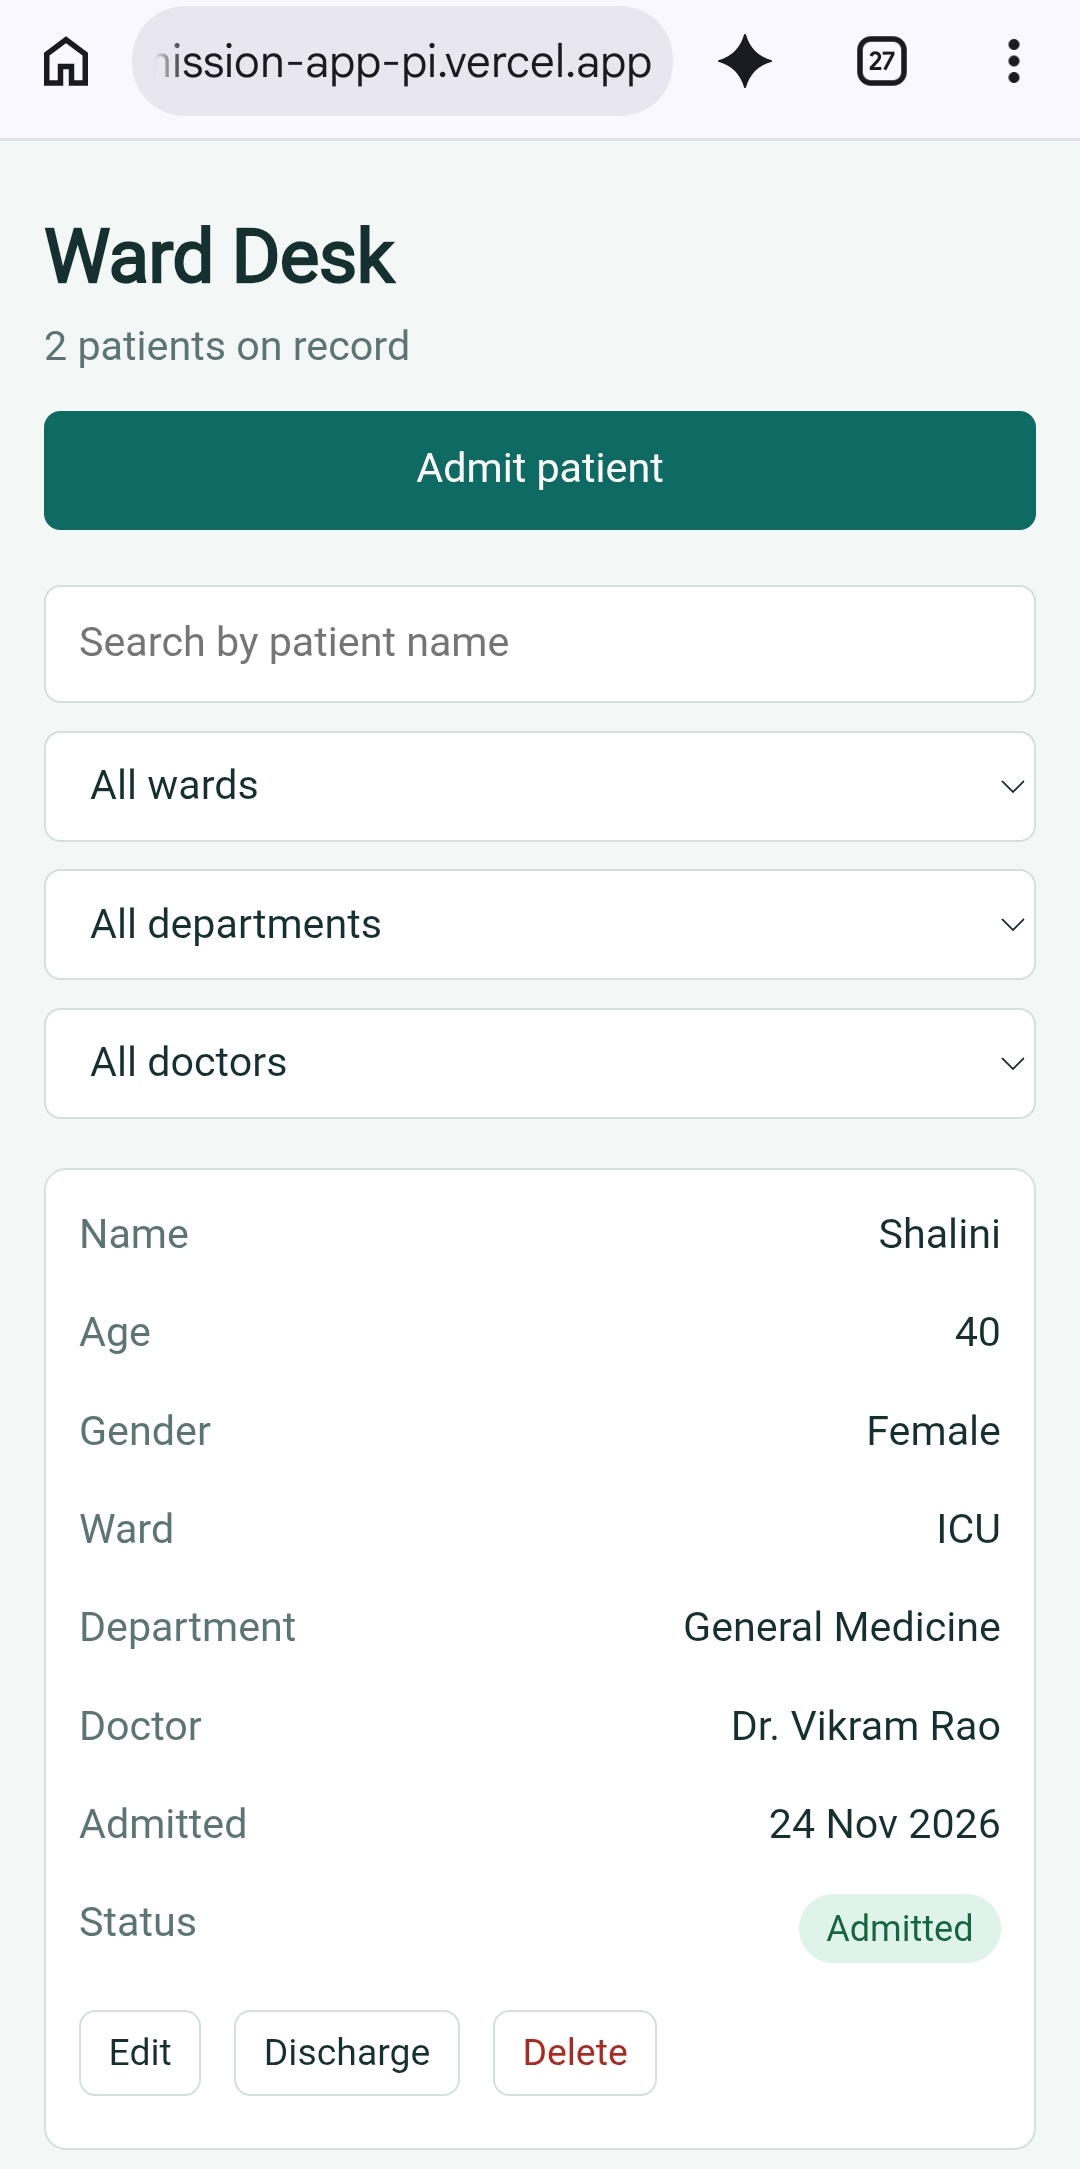 ission-app-pi.vercel.app
27
Ward Desk
2 patients on record
Admit patient
Search by patient name
All wards
All departments
All doctors
Name Shalini
Age 40
Gender Female
Ward ICU
Department General Medicine
Doctor Dr. Vikram Rao
Admitted 24 Nov 2026
Status Admitted
Edit Discharge Delete